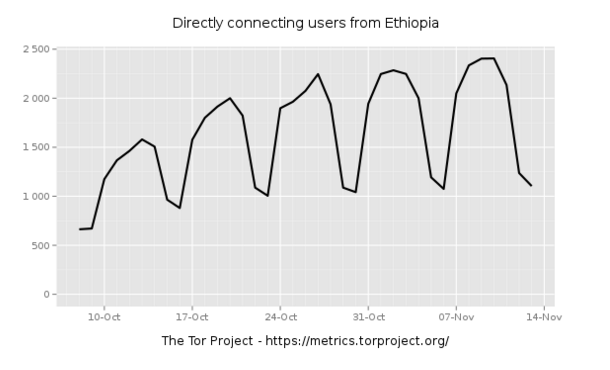 Directly connecting users from Ethiopia
2 500
2 000
1 500
1 000
500
0
10-Oct 17-Oct 24-Oct 31-Oct 07-Nov 14-Nov
The Tor Project - https://metrics.torproject.org/